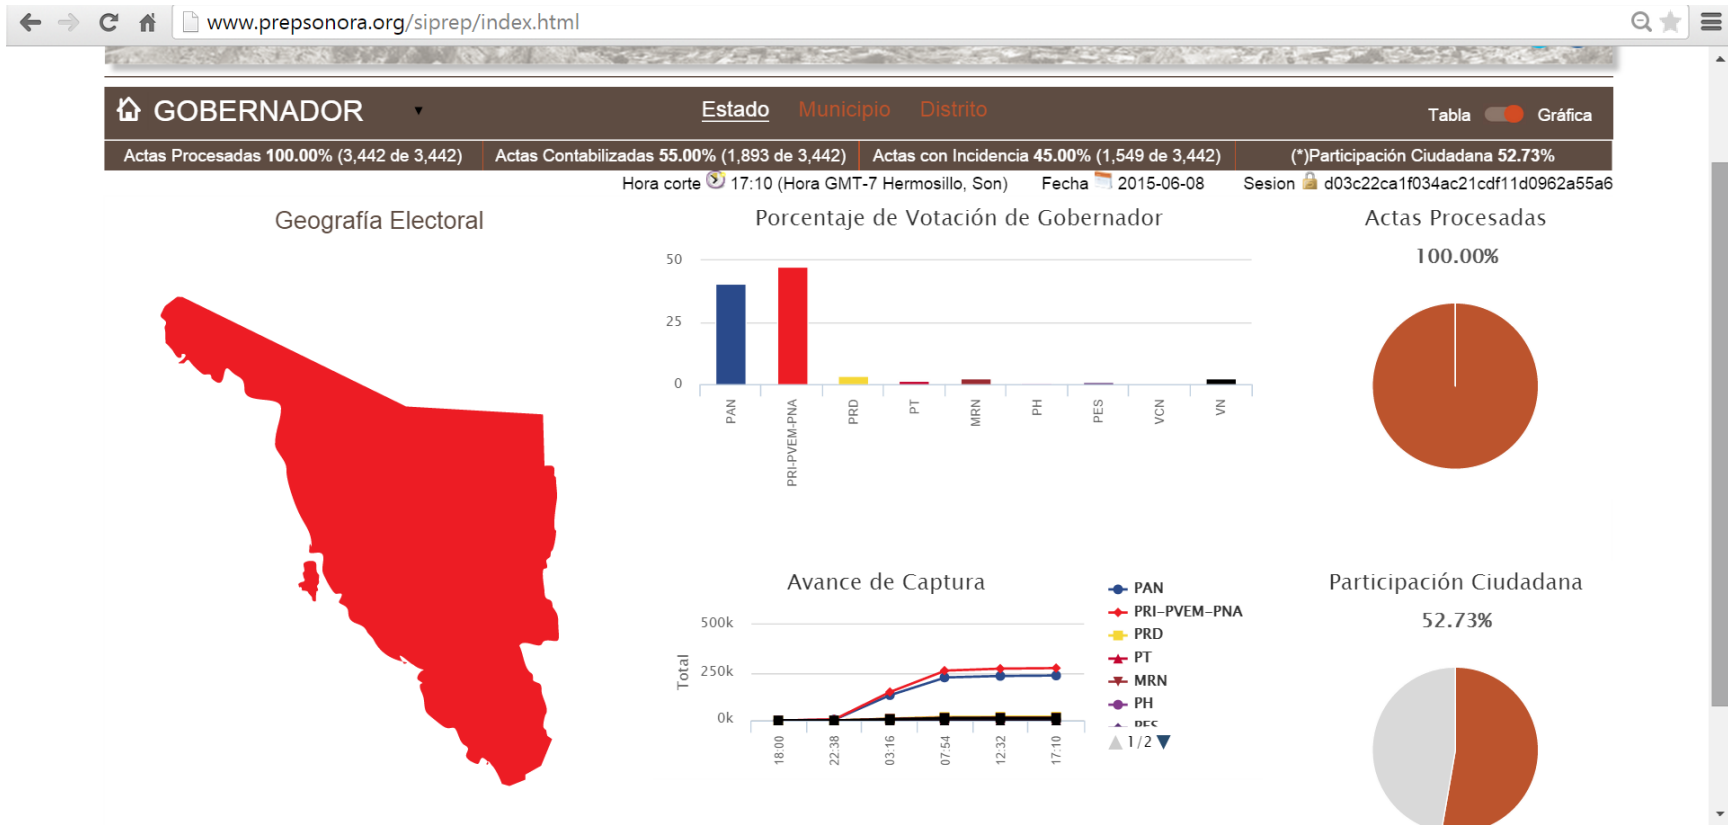 www.prepsonora.org/siprep/index.html
GOBERNADOR
Estado Municipio Distrito
Tabla Gráfica
Actas Procesadas 100.00% (3,442 de 3,442)
Actas Contabilizadas 55.00% (1,893 de 3,442)
Actas con Incidencia 45.00% (1,549 de 3,442)
(*)Participación Ciudadana 52.73%
Hora corte 17:10 (Hora GMT-7 Hermosillo, Son) Fecha 2015-06-08 Sesion d03c22ca1f034ac21cdf11d0962a55a6
Geografía Electoral
Porcentaje de Votación de Gobernador
50
25
0
PAN
PRI-PVEM-PNA
PRD
PT
MRN
PH
PES
VCN
VN
Actas Procesadas
100.00%
Avance de Captura
Total
500k
250k
0k
18:00
22:38
03:16
07:54
12:32
17:10
PAN
PRI-PVEM-PNA
PRD
PT
MRN
PH
PES
1/2
Participación Ciudadana
52.73%